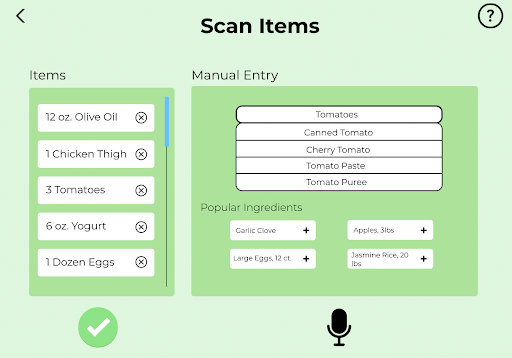 Scan Items
?
Items
12 oz. Olive Oil
1 Chicken Thigh
3 Tomatoes
6 oz. Yogurt
1 Dozen Eggs
Manual Entry
Tomatoes
Canned Tomato
Cherry Tomato
Tomato Paste
Tomato Puree
Popular Ingredients
Garlic Clove +
Apples, 3lbs +
Large Eggs, 12 ct. +
Jasmine Rice, 20 +
lbs